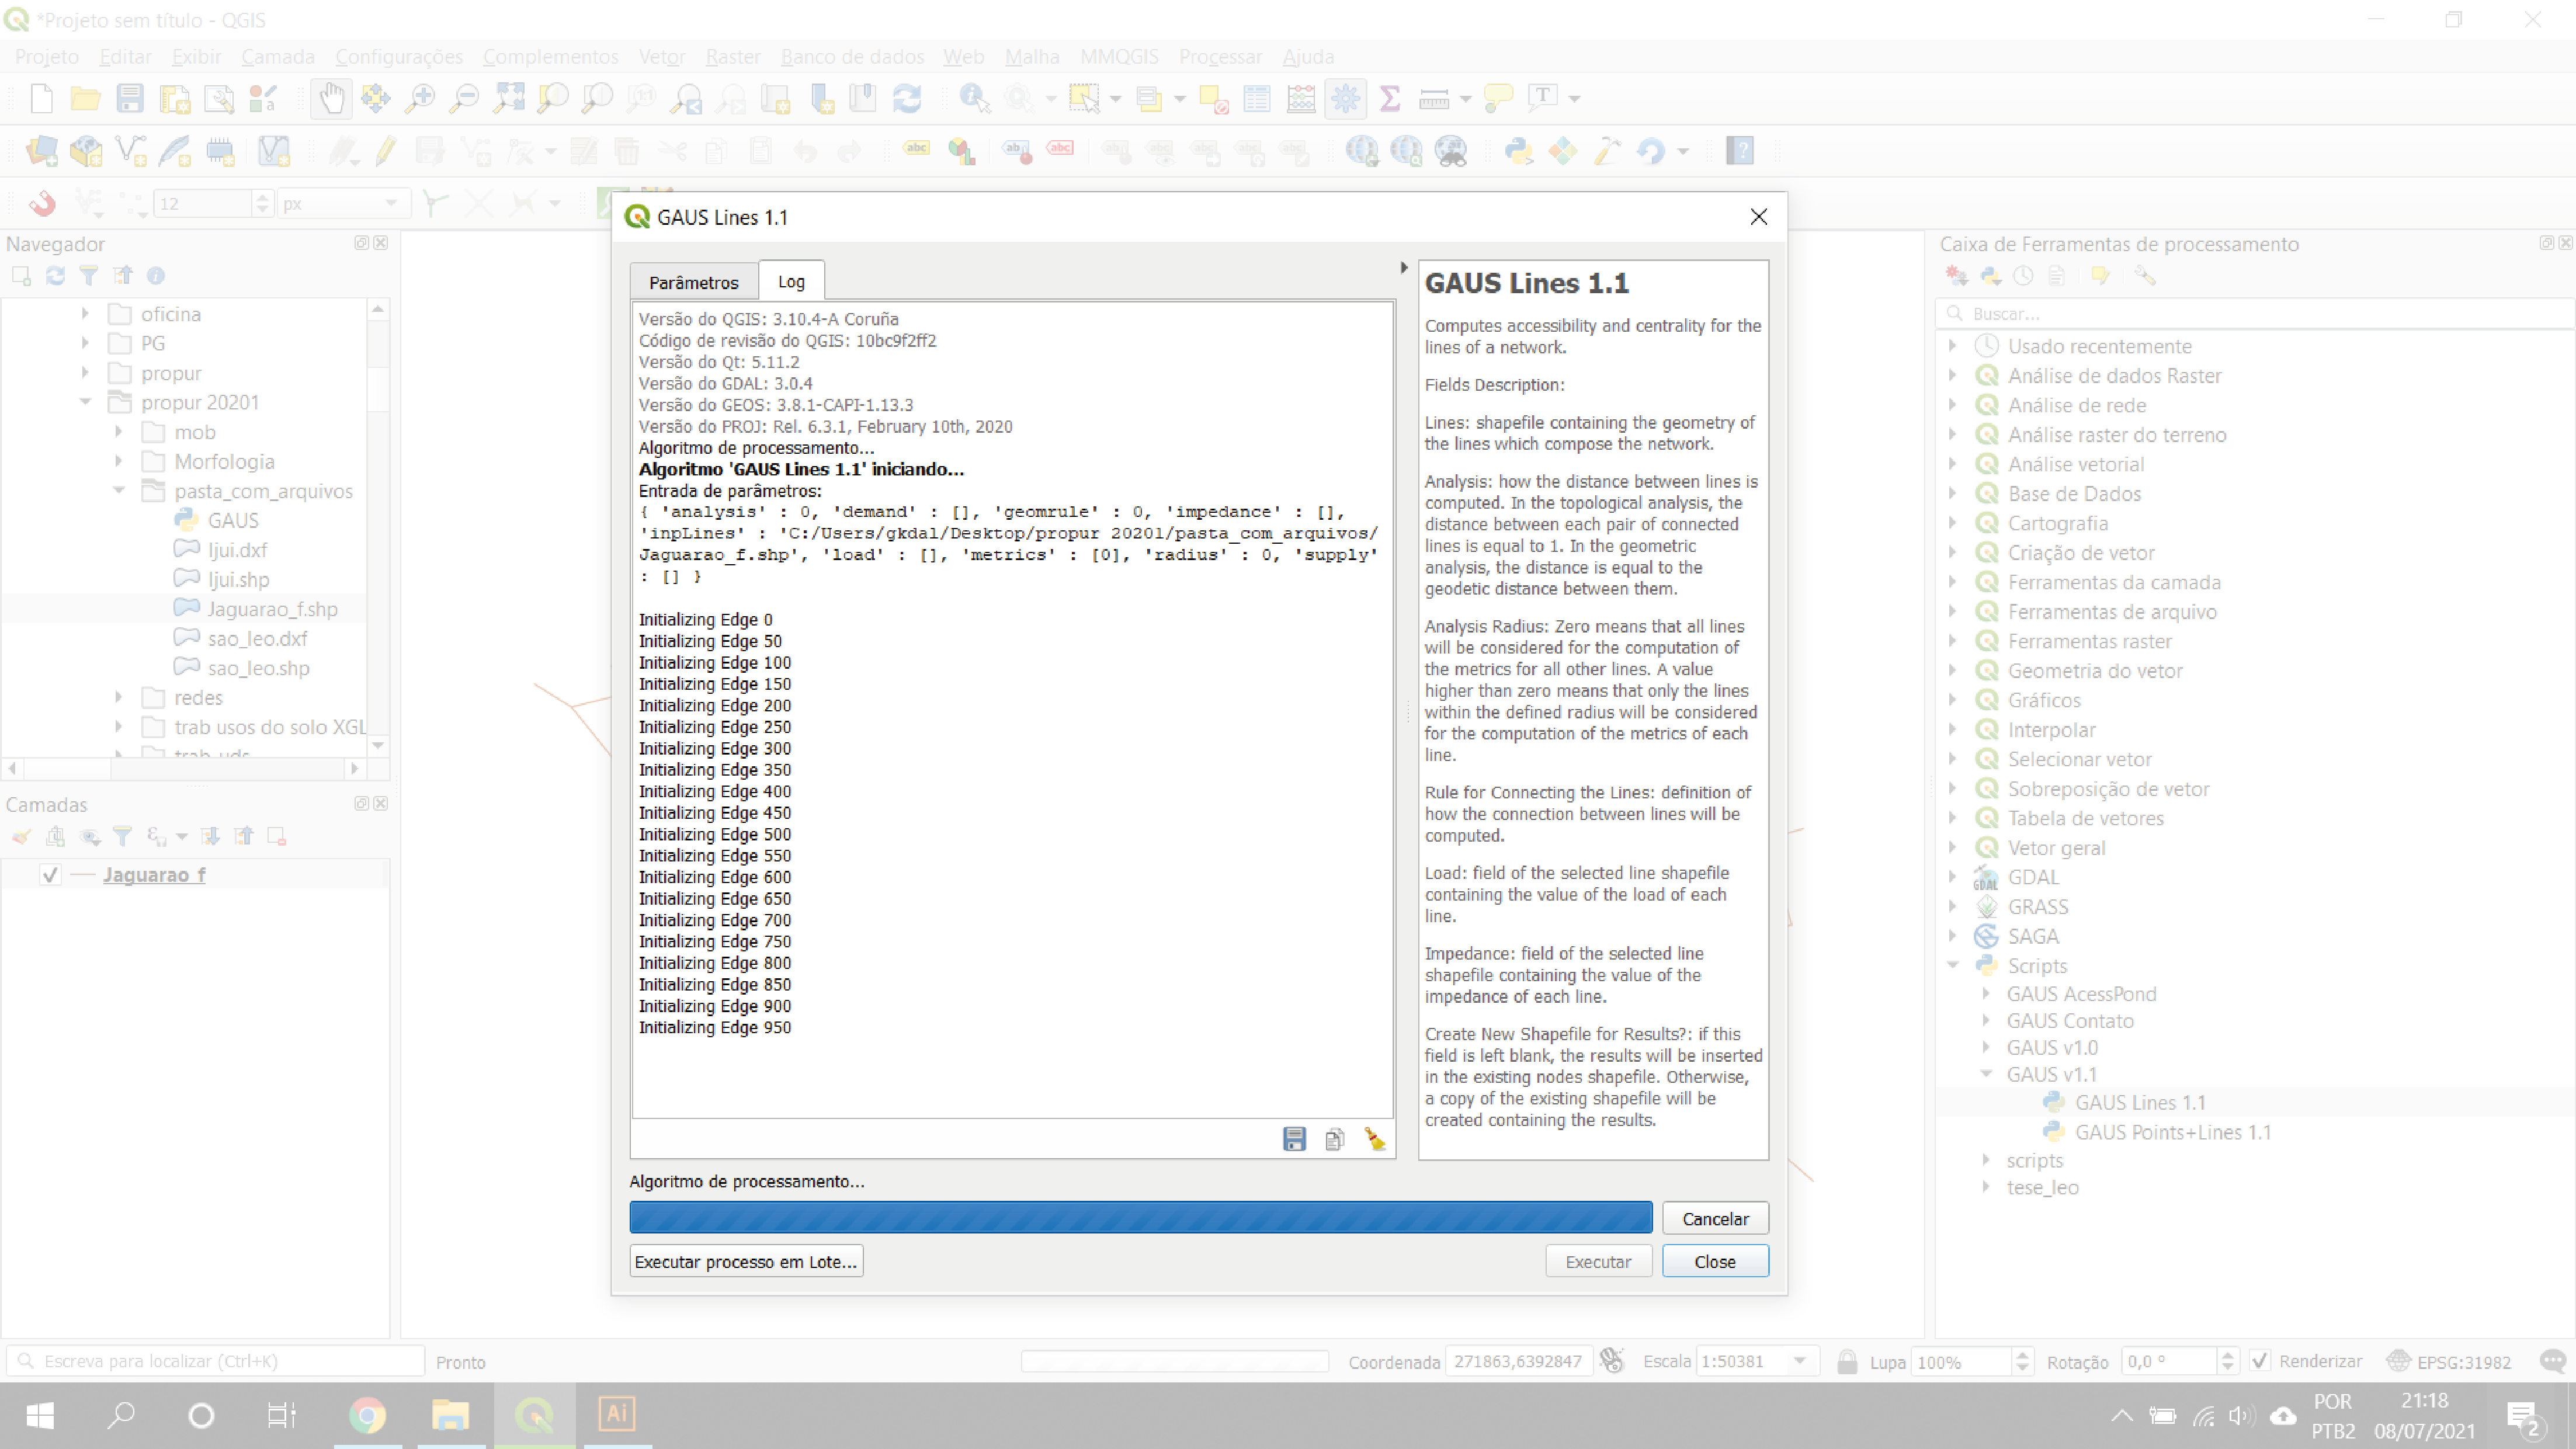 *Projeto sem título - QGIS
Projeto Editar Exibir Camada Configurações Complementos Vetor Raster Banco de dados Web Malha MMQGIS Processar Ajuda
12 px
GAUS Lines 1.1
Navegador
oficina
PG
propur
propur 20201
mob
Morfologia
pasta_com_arquivos
GAUS
Ijui.dxf
Ijui.shp
Jaguarao_f.shp
sao_leo.dxf
sao_leo.shp
redes
trab usos do solo XGL
Camadas
Jaguarao_f
Parâmetros Log
Versão do QGIS: 3.10.4-A Coruña
Código de revisão do QGIS: 10bc9f2ff2
Versão do Qt: 5.11.2
Versão do GDAL: 3.0.4
Versão do GEOS: 3.8.1-CAPI-1.13.3
Versão do PROJ: Rel. 6.3.1, February 10th, 2020
Algoritmo de processamento…
Algoritmo 'GAUS Lines 1.1' iniciando…
Entrada de parâmetros:
{ 'analysis' : 0, 'demand' : [], 'geomrule' : 0, 'impedance' : [],
'inpLines' : 'C:/Users/gkdal/Desktop/propur 20201/pasta_com_arquivos/
Jaguarao_f.shp', 'load' : [], 'metrics' : [0], 'radius' : 0, 'supply'
: [] }
Initializing Edge 0
Initializing Edge 50
Initializing Edge 100
Initializing Edge 150
Initializing Edge 200
Initializing Edge 250
Initializing Edge 300
Initializing Edge 350
Initializing Edge 400
Initializing Edge 450
Initializing Edge 500
Initializing Edge 550
Initializing Edge 600
Initializing Edge 650
Initializing Edge 700
Initializing Edge 750
Initializing Edge 800
Initializing Edge 850
Initializing Edge 900
Initializing Edge 950
GAUS Lines 1.1
Computes accessibility and centrality for the
lines of a network.
Fields Description:
Lines: shapefile containing the geometry of
the lines which compose the network.
Analysis: how the distance between lines is
computed. In the topological analysis, the
distance between each pair of connected
lines is equal to 1. In the geometric
analysis, the distance is equal to the
geodetic distance between them.
Analysis Radius: Zero means that all lines
will be considered for the computation of
the metrics for all other lines. A value
higher than zero means that only the lines
within the defined radius will be considered
for the computation of the metrics of each
line.
Rule for Connecting the Lines: definition of
how the connection between lines will be
computed.
Load: field of the selected line shapefile
containing the value of the load of each
line.
Impedance: field of the selected line
shapefile containing the value of the
impedance of each line.
Create New Shapefile for Results?: if this
field is left blank, the results will be inserted
in the existing nodes shapefile. Otherwise,
a copy of the existing shapefile will be
created containing the results.
Algoritmo de processamento…
Cancelar
Executar processo em Lote… Executar Close
Caixa de Ferramentas de processamento
Buscar…
Usado recentemente
Análise de dados Raster
Análise de rede
Análise raster do terreno
Análise vetorial
Base de Dados
Cartografia
Criação de vetor
Ferramentas da camada
Ferramentas de arquivo
Ferramentas raster
Geometria do vetor
Gráficos
Interpolar
Selecionar vetor
Sobreposição de vetor
Tabela de vetores
Vetor geral
GDAL
GRASS
SAGA
Scripts
GAUS AcessPond
GAUS Contato
GAUS v1.0
GAUS v1.1
GAUS Lines 1.1
GAUS Points+Lines 1.1
scripts
tese_leo
Escreva para localizar (Ctrl+K) Pronto Coordenada 271863,6392847 Escala 1:50381 Lupa 100% Rotação 0,0 ° Renderizar EPSG:31982
Ai
POR 21:18
PTB2 08/07/2021
2